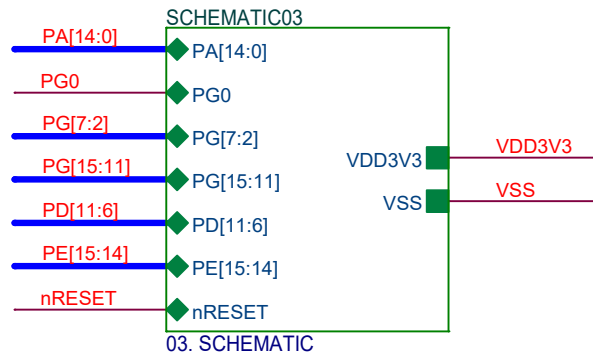 SCHEMATIC03
PA[14:0] PA[14:0]
PG0 PG0
PG[7:2] PG[7:2]
PG[15:11] PG[15:11]
PD[11:6] PD[11:6]
PE[15:14] PE[15:14]
nRESET nRESET
VDD3V3 VDD3V3
VSS VSS
03. SCHEMATIC